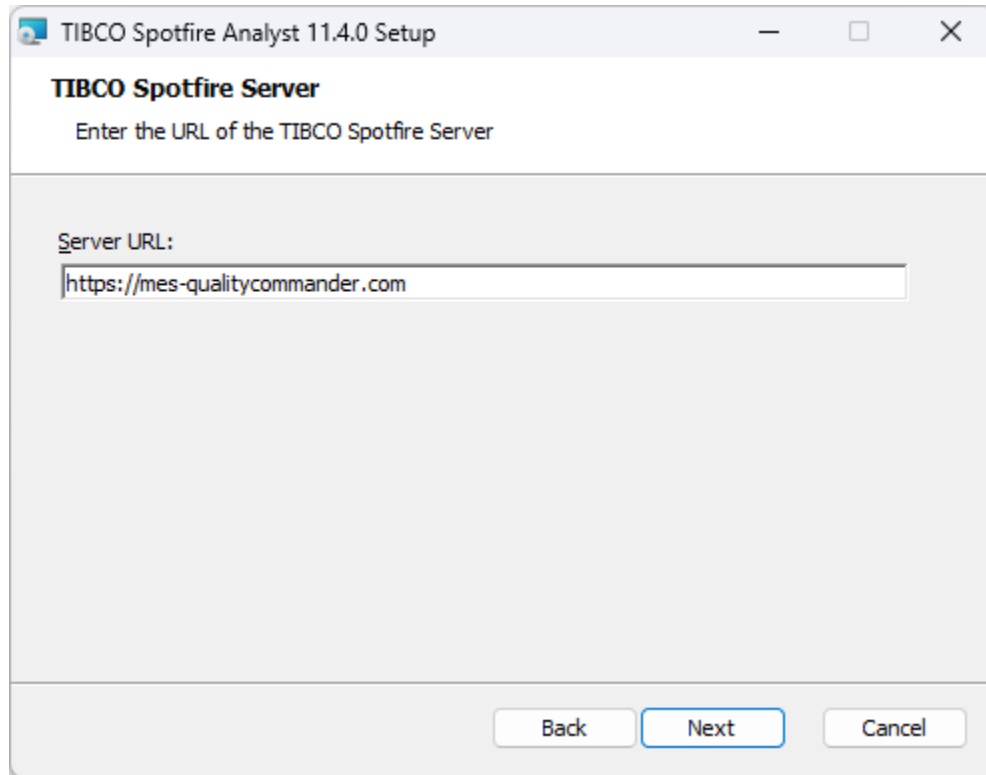 TIBCO Spotfire Analyst 11.4.0 Setup
TIBCO Spotfire Server
Enter the URL of the TIBCO Spotfire Server
Server URL:
https://mes-qualitycommander.com
Back Next Cancel